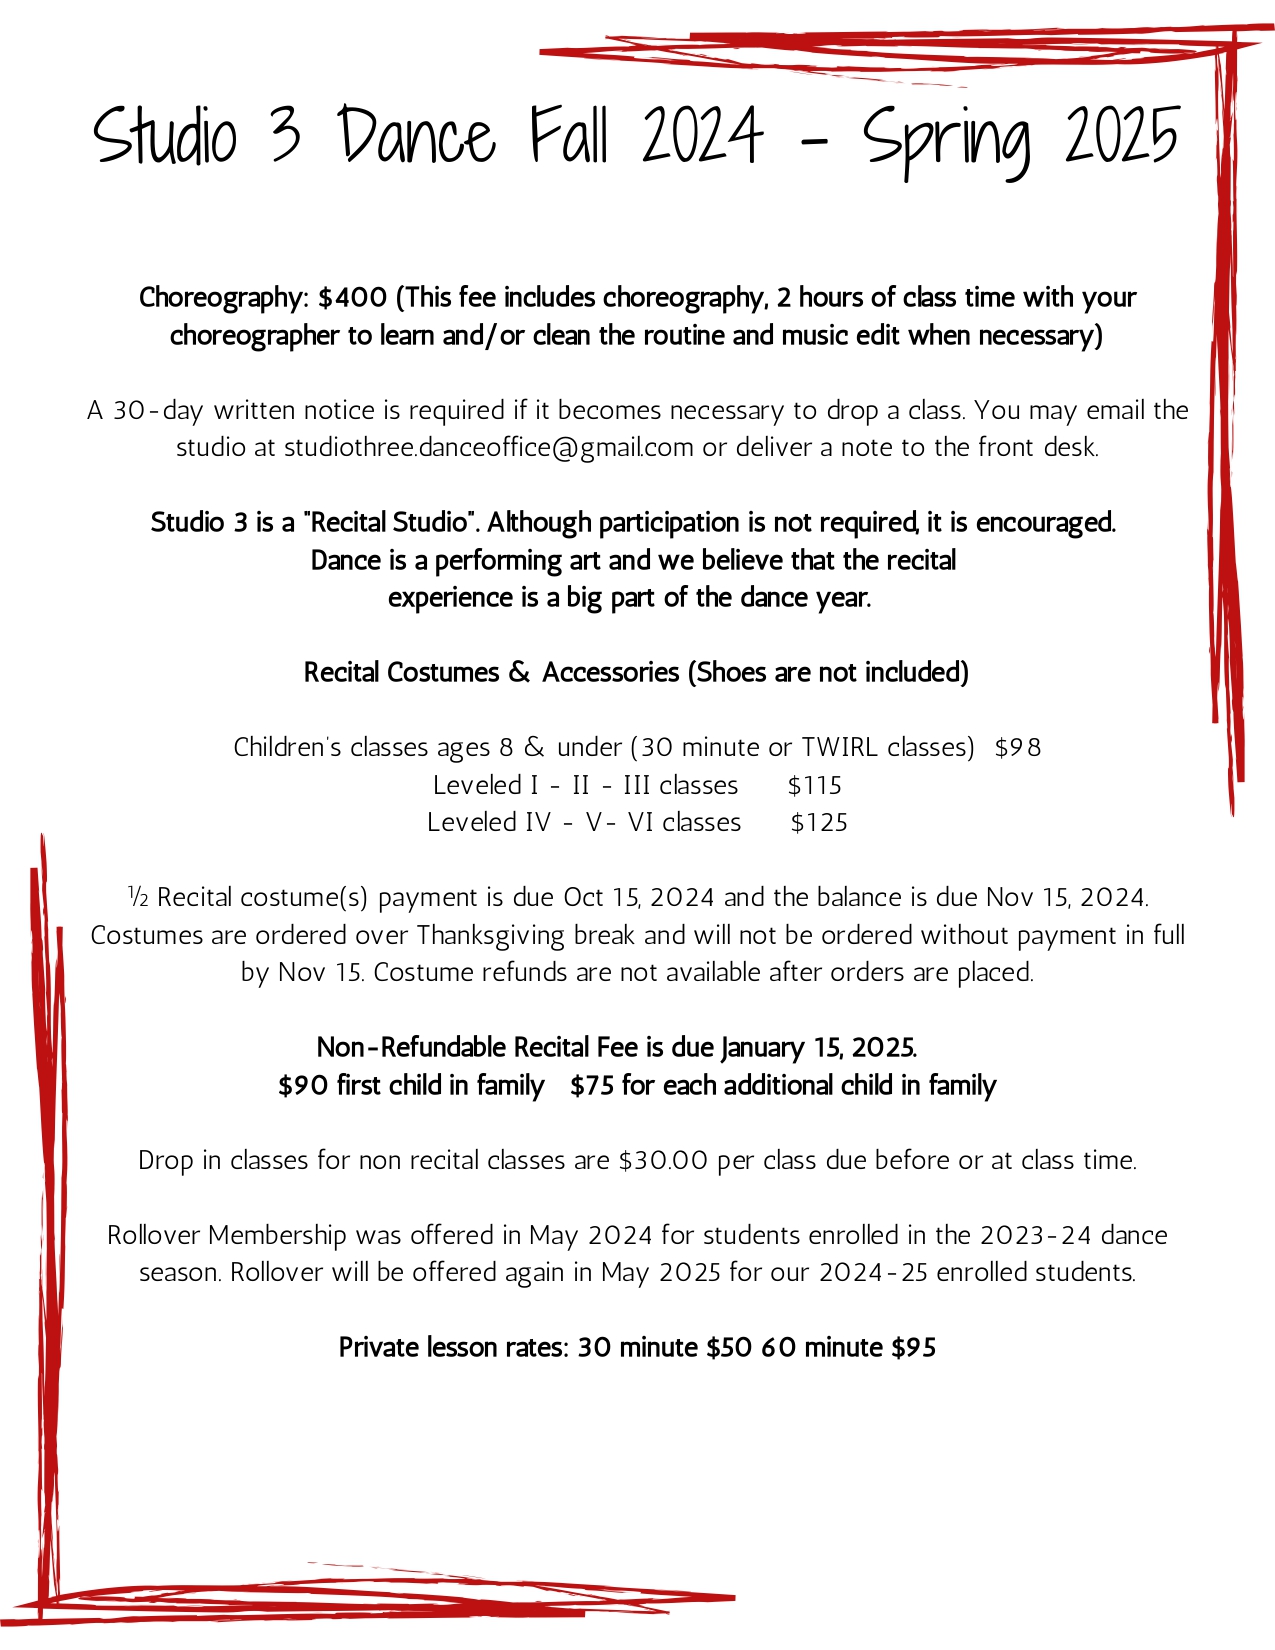 Studio 3 Dance Fall 2024 - Spring 2025
Choreography: $400 (This fee includes choreography, 2 hours of class time with your
choreographer to learn and/or clean the routine and music edit when necessary)
A 30-day written notice is required if it becomes necessary to drop a class. You may email the
studio at studiothree.danceoffice@gmail.com or deliver a note to the front desk.
Studio 3 is a "Recital Studio". Although participation is not required, it is encouraged.
Dance is a performing art and we believe that the recital
experience is a big part of the dance year.
Recital Costumes & Accessories (Shoes are not included)
Children's classes ages 8 & under (30 minute or TWIRL classes) $98
Leveled I - II - III classes $115
Leveled IV - V- VI classes $125
½ Recital costume(s) payment is due Oct 15, 2024 and the balance is due Nov 15, 2024.
Costumes are ordered over Thanksgiving break and will not be ordered without payment in full
by Nov 15. Costume refunds are not available after orders are placed.
Non-Refundable Recital Fee is due January 15, 2025.
$90 first child in family $75 for each additional child in family
Drop in classes for non recital classes are $30.00 per class due before or at class time.
Rollover Membership was offered in May 2024 for students enrolled in the 2023-24 dance
season. Rollover will be offered again in May 2025 for our 2024-25 enrolled students.
Private lesson rates: 30 minute $50 60 minute $95